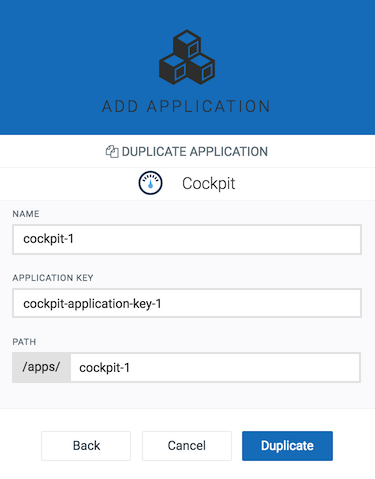 ADD APPLICATION
DUPLICATE APPLICATION
Cockpit
NAME
cockpit-1
APPLICATION KEY
cockpit-application-key-1
PATH
/apps/ cockpit-1
Back Cancel Duplicate